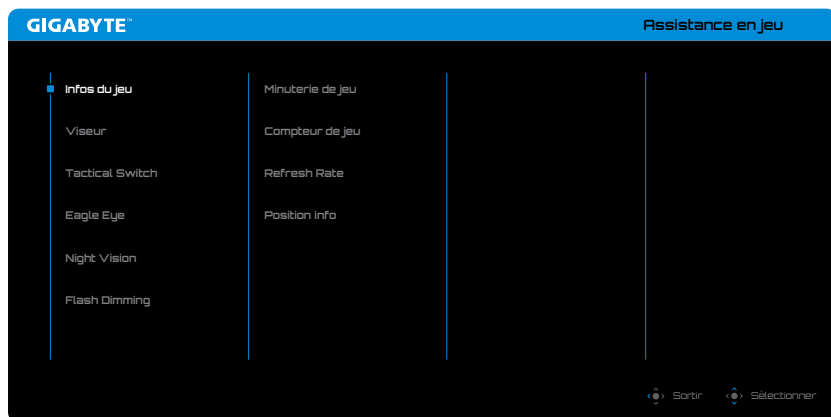 GIGABYTE™
Assistance en jeu
Infos du jeu
Viseur
Tactical Switch
Eagle Eye
Night Vision
Flash Dimming
Minuterie de jeu
Compteur de jeu
Refresh Rate
Position info
Sortir
Sélectionner